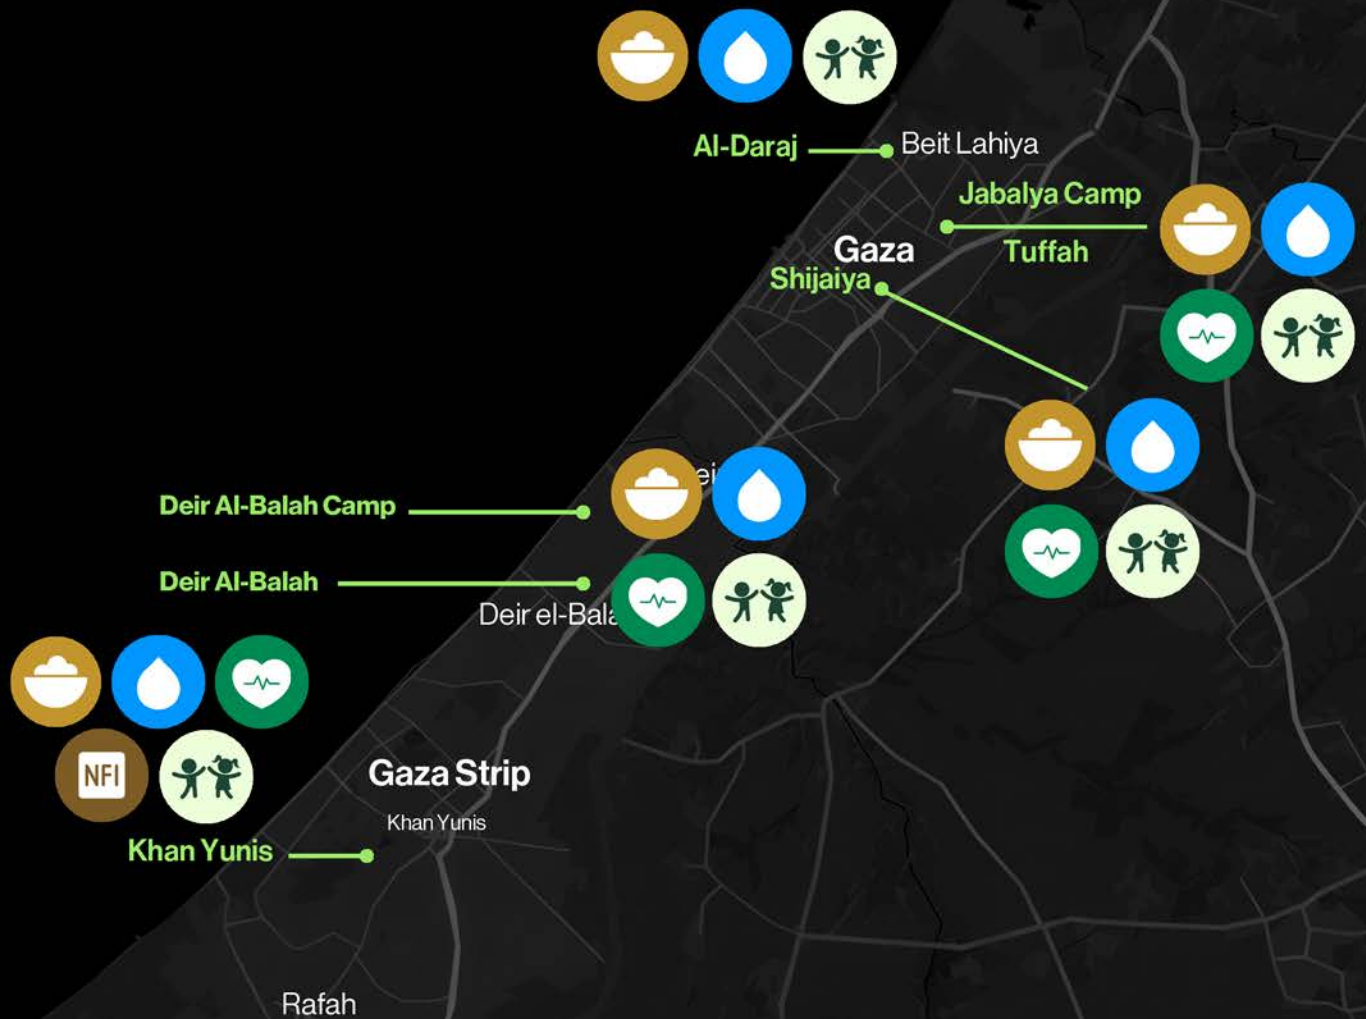 Al-Daraj
Beit Lahiya
Jabalya Camp
Gaza
Tuffah
Shijaiya
Deir Al-Balah Camp
Deir Al-Balah
Deir el-Bala
NFI
Gaza Strip
Khan Yunis
Khan Yunis
Rafah